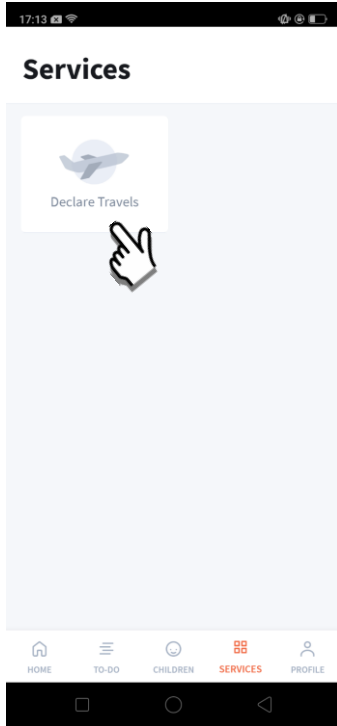 17:13
Services
Declare Travels
HOME TO-DO CHILDREN SERVICES PROFILE